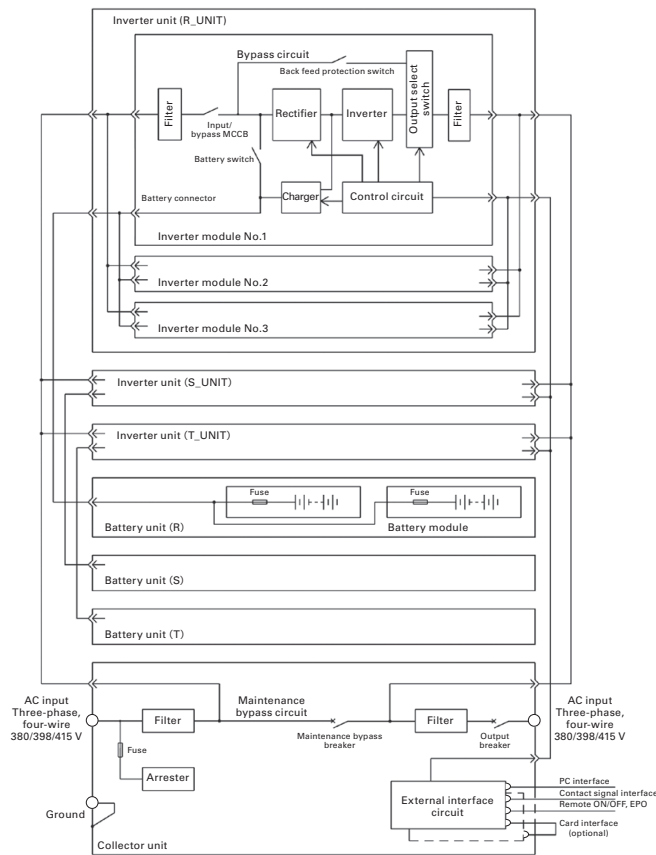 Inverter unit (R_UNIT)
Bypass circuit
Back feed protection switch
Output select
switch
Filter
Input/
bypass MCCB
Rectifier
Inverter
Filter
Battery switch
Battery connector
Charger
Control circuit
Inverter module No.1
Inverter module No.2
Inverter module No.3
Inverter unit (S_UNIT)
Inverter unit (T_UNIT)
Fuse
Fuse
Battery unit (R)
Battery module
Battery unit (S)
Battery unit (T)
AC input
Three-phase,
four-wire
380/398/415 V
Filter
Maintenance
bypass circuit
Maintenance bypass
breaker
Filter
Output
breaker
AC input
Three-phase,
four-wire
380/398/415 V
Fuse
Arrester
Ground
External interface
circuit
PC interface
Contact signal interface
Remote ON/OFF, EPO
Card interface
(optional)
Collector unit